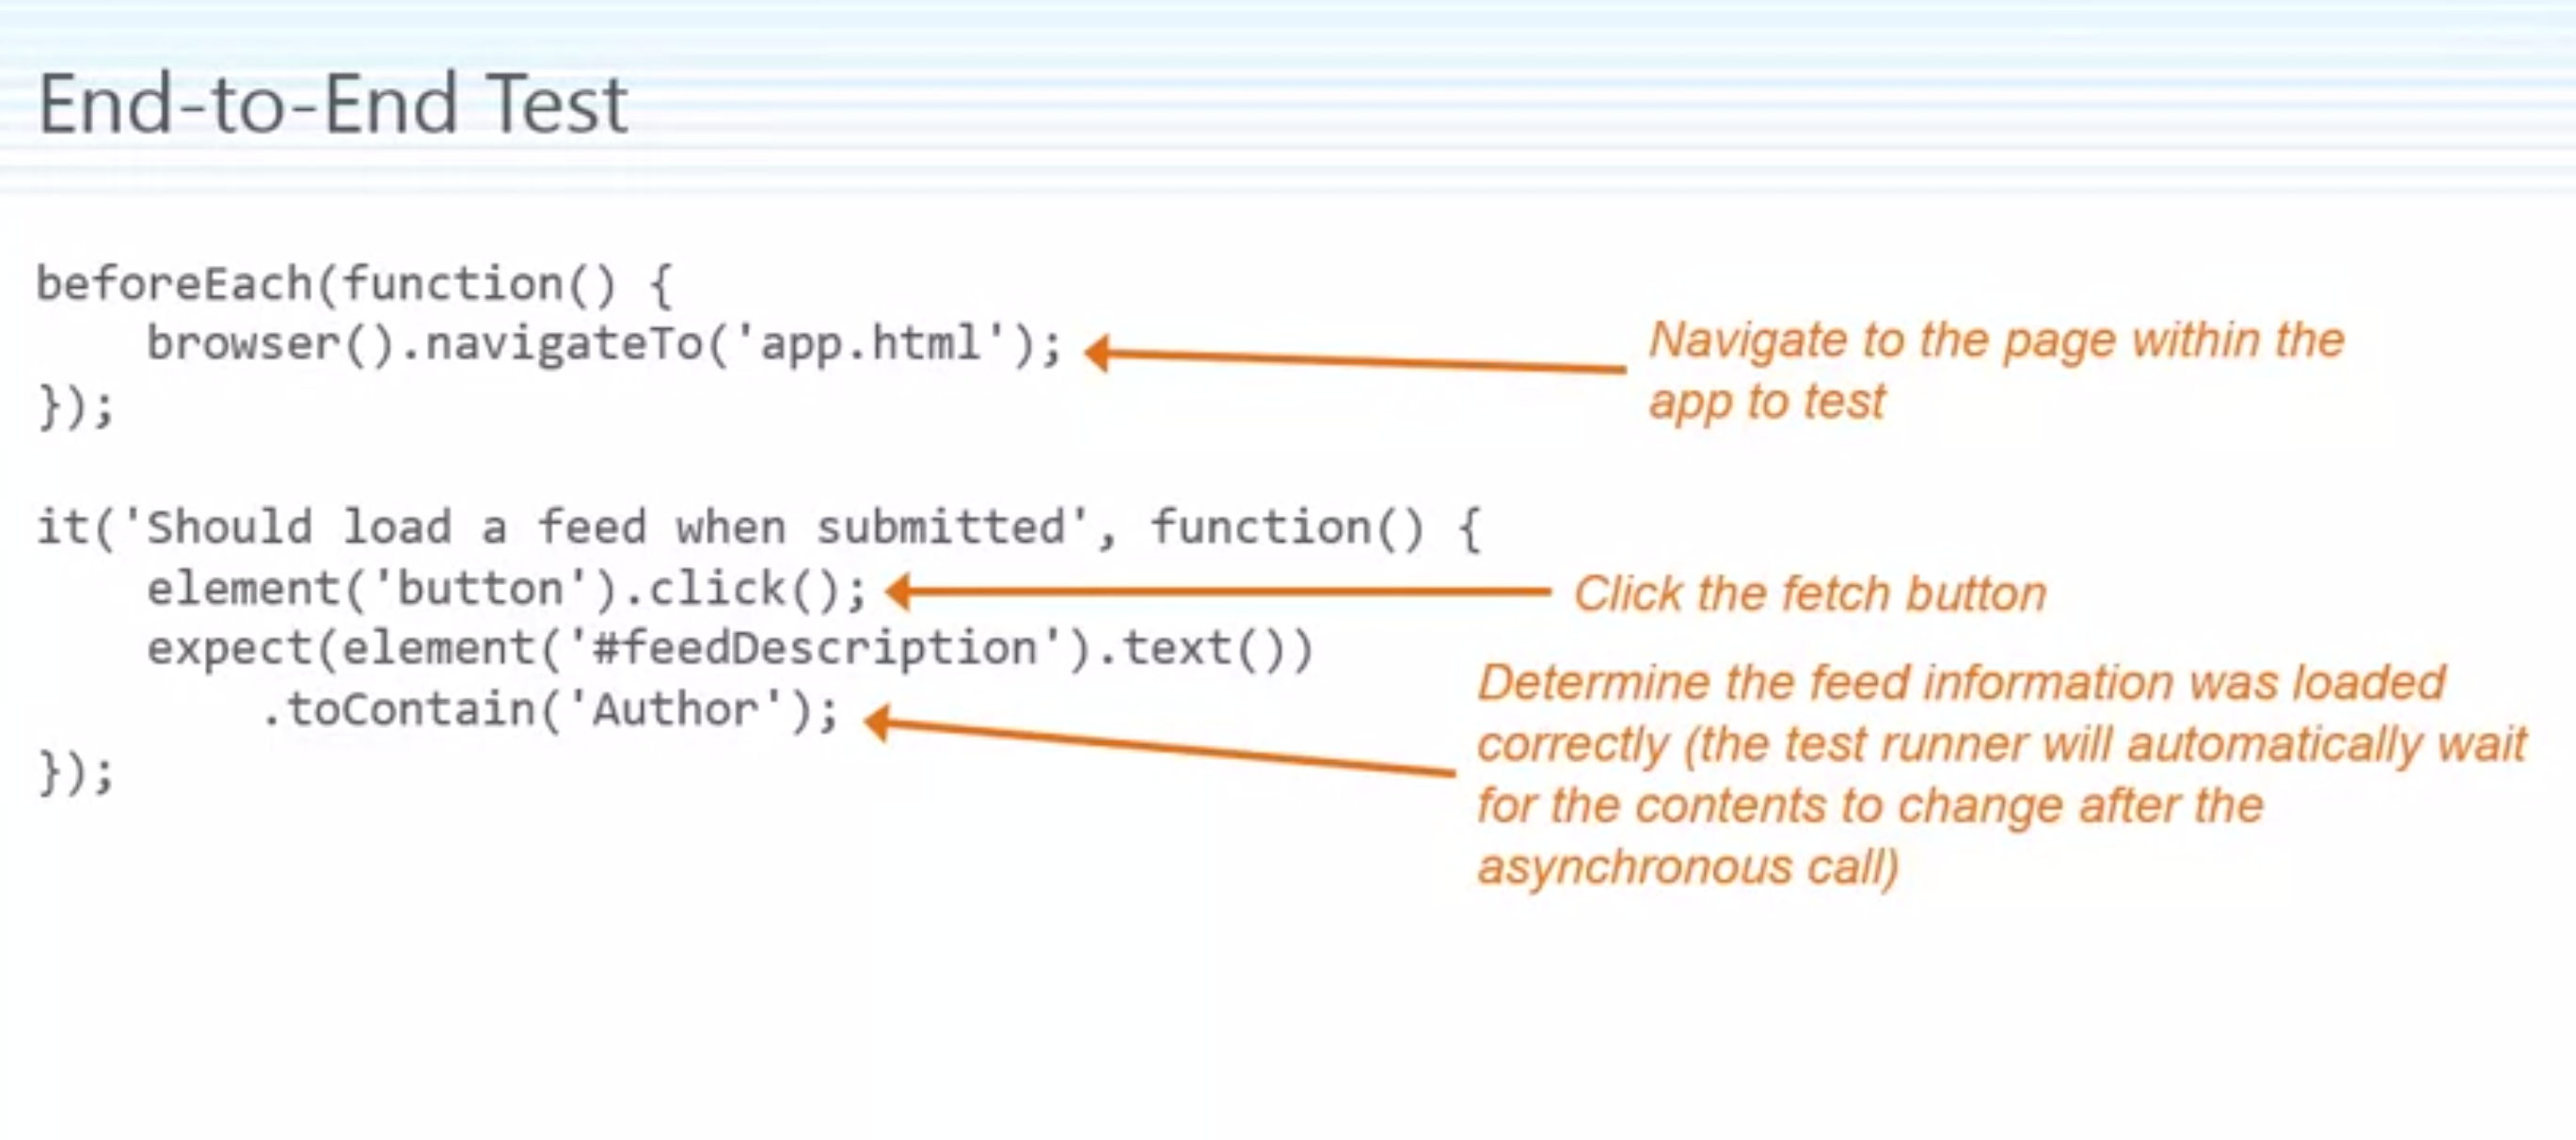 End-to-End Test
beforeEach(function() {
    browser().navigateTo('app.html');
});
Navigate to the page within the
app to test
it('Should load a feed when submitted', function() {
    element('button').click();
Click the fetch button
    expect(element('#feedDescription').text())
        .toContain('Author');
});
Determine the feed information was loaded
correctly (the test runner will automatically wait
for the contents to change after the
asynchronous call)